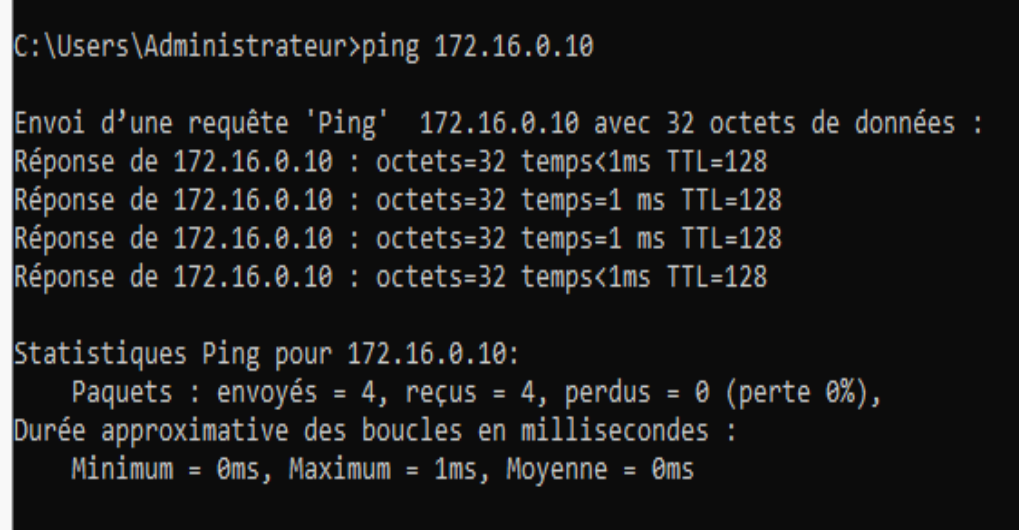 C:\Users\Administrateur>ping 172.16.0.10
Envoi d’une requête 'Ping'  172.16.0.10 avec 32 octets de données :
Réponse de 172.16.0.10 : octets=32 temps<1ms TTL=128
Réponse de 172.16.0.10 : octets=32 temps=1 ms TTL=128
Réponse de 172.16.0.10 : octets=32 temps=1 ms TTL=128
Réponse de 172.16.0.10 : octets=32 temps<1ms TTL=128
Statistiques Ping pour 172.16.0.10:
    Paquets : envoyés = 4, reçus = 4, perdus = 0 (perte 0%),
Durée approximative des boucles en millisecondes :
    Minimum = 0ms, Maximum = 1ms, Moyenne = 0ms